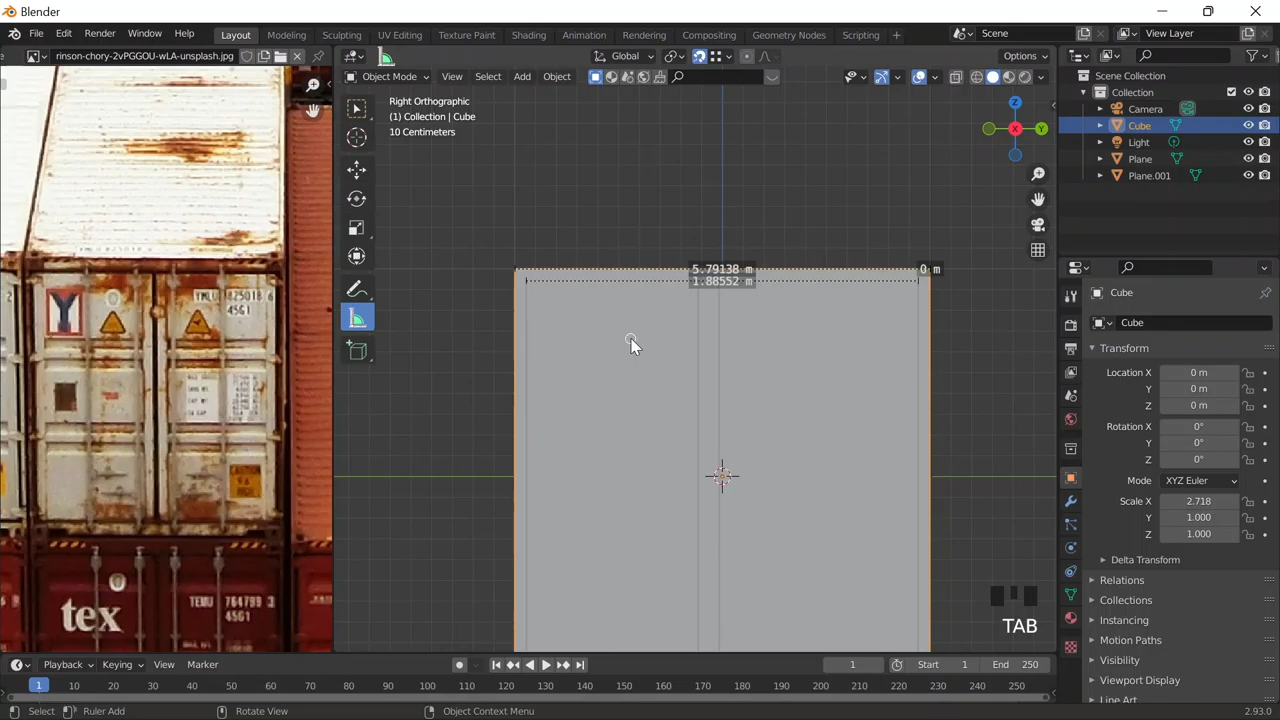 Blender
File Edit Render Window Help
Layout Modeling Sculpting UV Editing Texture Paint Shading Animation Rendering Compositing Geometry Nodes Scripting
Scene
View Layer
rinson-chory-2vPGGOU-wLA-unsplash.jpg
Global
Options
Object Mode View Select Add Object
Right Orthographic
(1) Collection | Cube
10 Centimeters
Z
X
Y
5.79138 m
1.88552 m
0 m
TAB
Scene Collection
Collection
Camera
Cube
Light
Plane
Plane.001
Cube
Cube
Transform
Location X 0 m
Y 0 m
Z 0 m
Rotation X 0°
Y 0°
Z 0°
Mode XYZ Euler
Scale X 2.718
Y 1.000
Z 1.000
Delta Transform
Relations
Collections
Instancing
Motion Paths
Visibility
Viewport Display
Line Art
Y
45G1
tex
TEMU 764799 3
45G1
Playback Keying View Marker
1 Start 1 End 250
1 10 20 30 40 50 60 70 80 90 100 110 120 130 140 150 160 170 180 190 200 210 220 230 240 250
Select Ruler Add Rotate View Object Context Menu 2.93.0